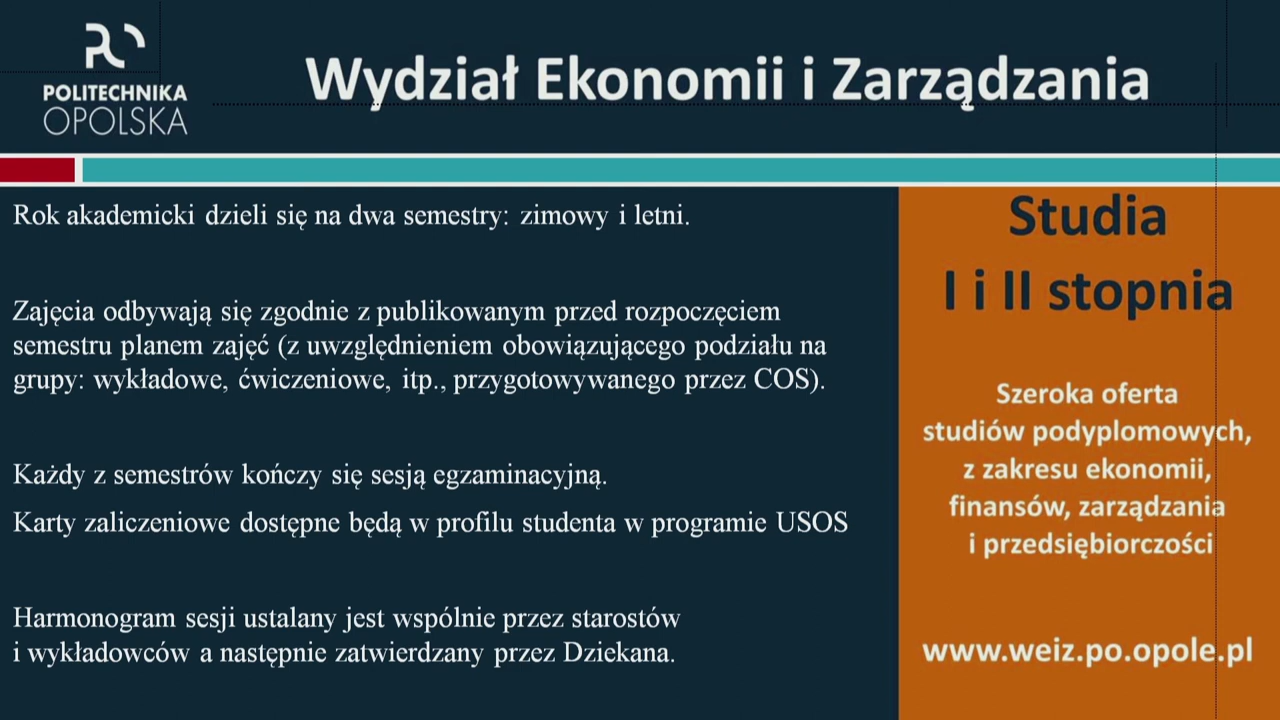 POLITECHNIKA
OPOLSKA
Wydział Ekonomii i Zarządzania
Rok akademicki dzieli się na dwa semestry: zimowy i letni.
Zajęcia odbywają się zgodnie z publikowanym przed rozpoczęciem
semestru planem zajęć (z uwzględnieniem obowiązującego podziału na
grupy: wykładowe, ćwiczeniowe, itp., przygotowywanego przez COS).
Każdy z semestrów kończy się sesją egzaminacyjną.
Karty zaliczeniowe dostępne będą w profilu studenta w programie USOS
Harmonogram sesji ustalany jest wspólnie przez starostów
i wykładowców a następnie zatwierdzany przez Dziekana.
Studia
I i II stopnia
Szeroka oferta
studiów podyplomowych,
z zakresu ekonomii,
finansów, zarządzania
i przedsiębiorczości
www.weiz.po.opole.pl